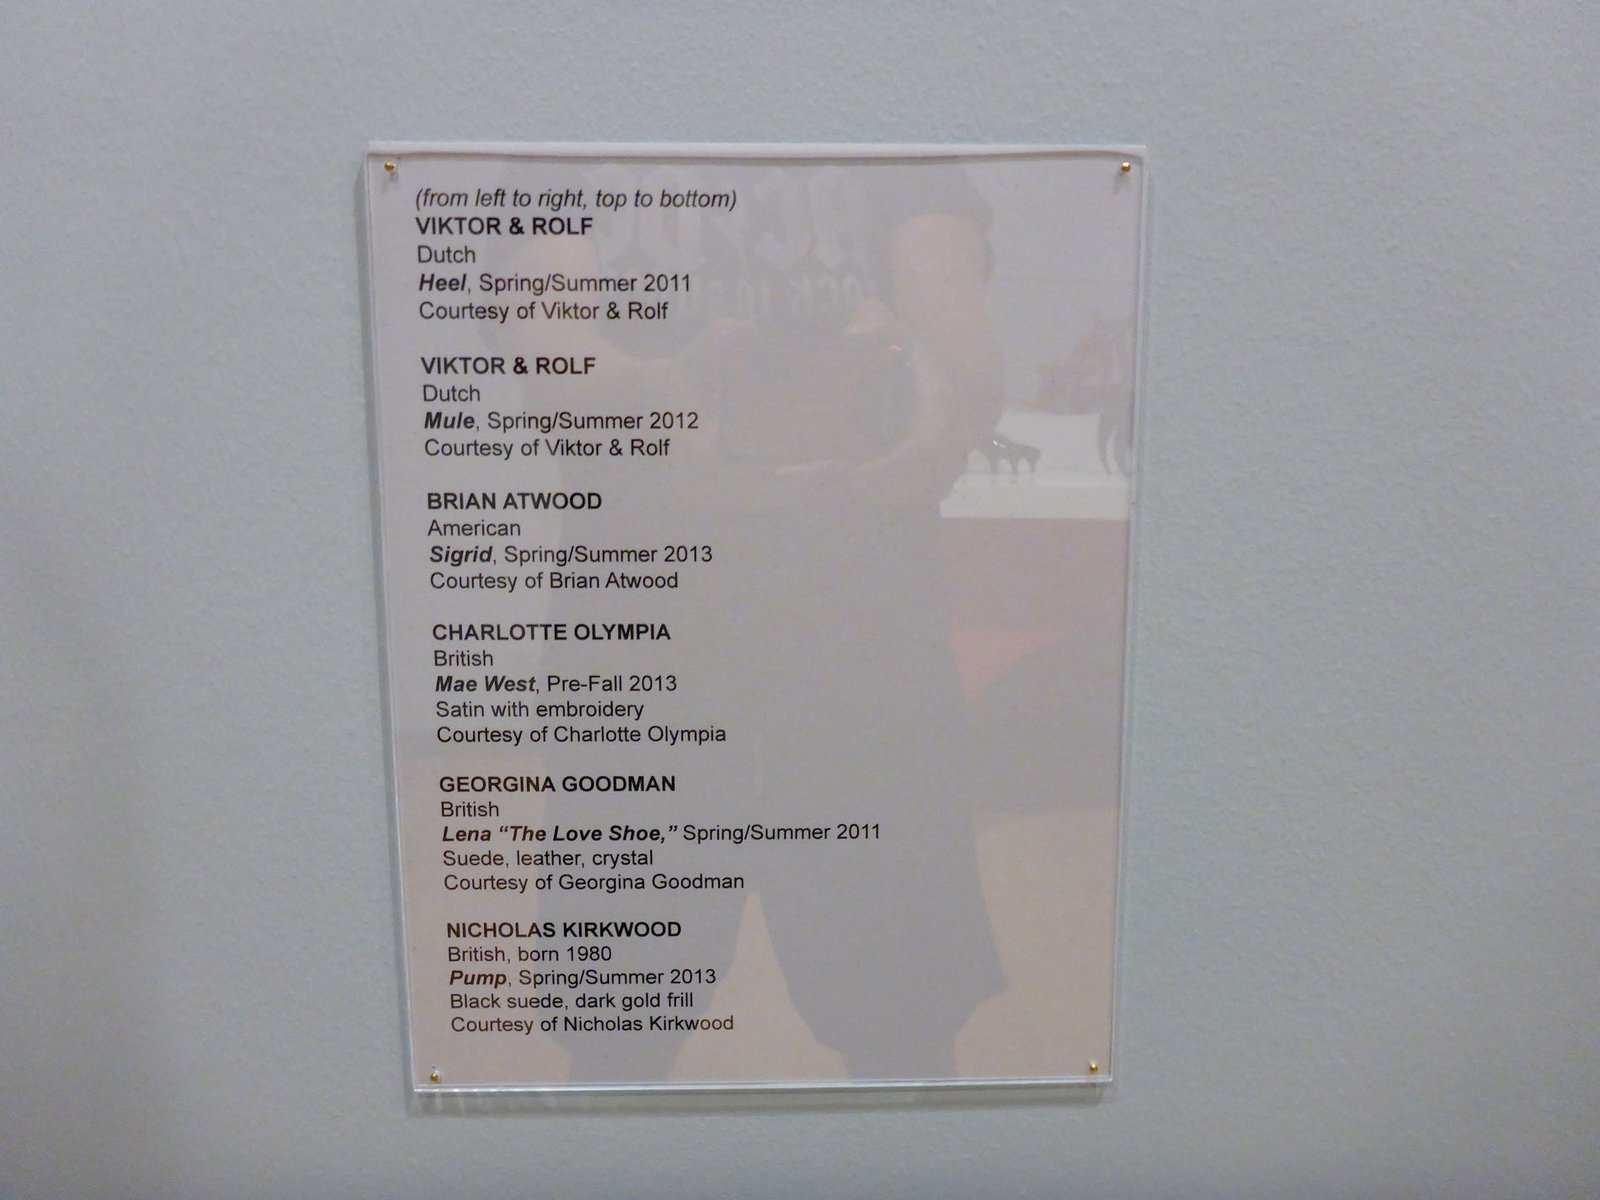 (from left to right, top to bottom)
VIKTOR & ROLF
Dutch
Heel, Spring/Summer 2011
Courtesy of Viktor & Rolf
VIKTOR & ROLF
Dutch
Mule, Spring/Summer 2012
Courtesy of Viktor & Rolf
BRIAN ATWOOD
American
Sigrid, Spring/Summer 2013
Courtesy of Brian Atwood
CHARLOTTE OLYMPIA
British
Mae West, Pre-Fall 2013
Satin with embroidery
Courtesy of Charlotte Olympia
GEORGINA GOODMAN
British
Lena “The Love Shoe,” Spring/Summer 2011
Suede, leather, crystal
Courtesy of Georgina Goodman
NICHOLAS KIRKWOOD
British, born 1980
Pump, Spring/Summer 2013
Black suede, dark gold frill
Courtesy of Nicholas Kirkwood